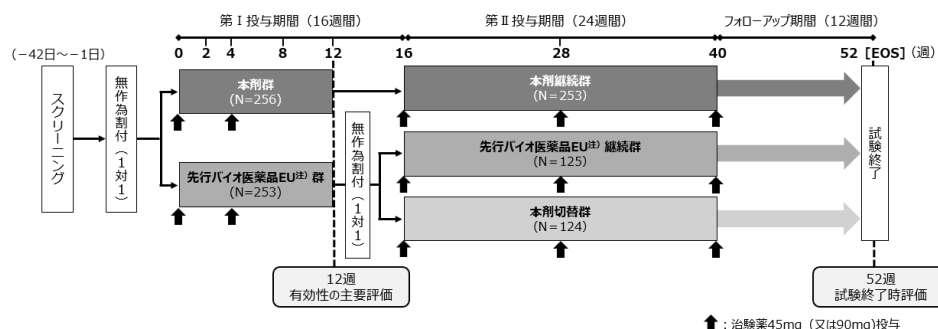 第Ⅰ投与期間（16週間）
第Ⅱ投与期間（24週間）
フォローアップ期間（12週間）
（−42日～−1日）
0 2 4 8 12 16 28 40 52 [EOS]（週）
スクリーニング
無作為割付（1対1）
本剤群
(N=256)
先行バイオ医薬品EU注）群
(N=253)
無作為割付（1対1）
本剤継続群
(N=253)
先行バイオ医薬品EU注）継続群
(N=125)
本剤切替群
(N=124)
試験終了
12週
有効性の主要評価
52週
試験終了時評価
：治験薬45mg（又は90mg)投与